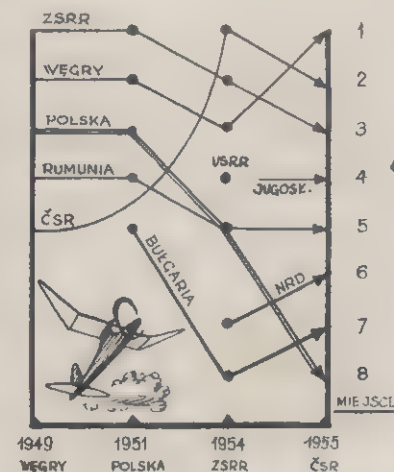 ZSRR
WĘGRY
POLSKA
RUMUNIA
ČSR
BUŁGARIA
USRR
JUGOSŁ.
NRD
1
2
3
4
5
6
7
8
MIEJSCE
1949 1951 1954 1955
WĘGRY POLSKA ZSRR ČSR